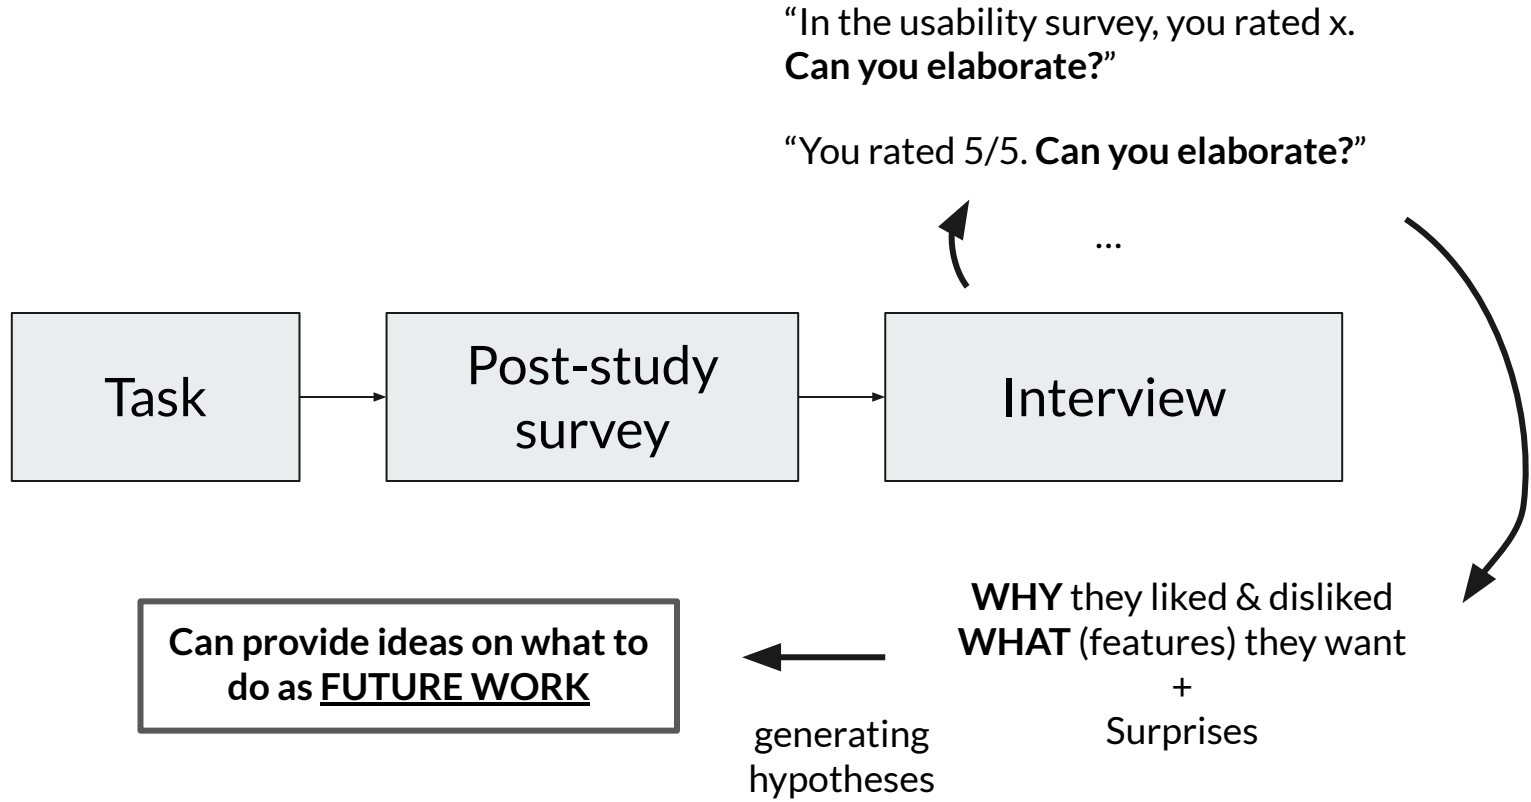 “In the usability survey, you rated x.
Can you elaborate?”
“You rated 5/5. Can you elaborate?”
...
Task
Post-study
survey
Interview
WHY they liked & disliked
WHAT (features) they want
+
Surprises
generating
hypotheses
Can provide ideas on what to
do as FUTURE WORK